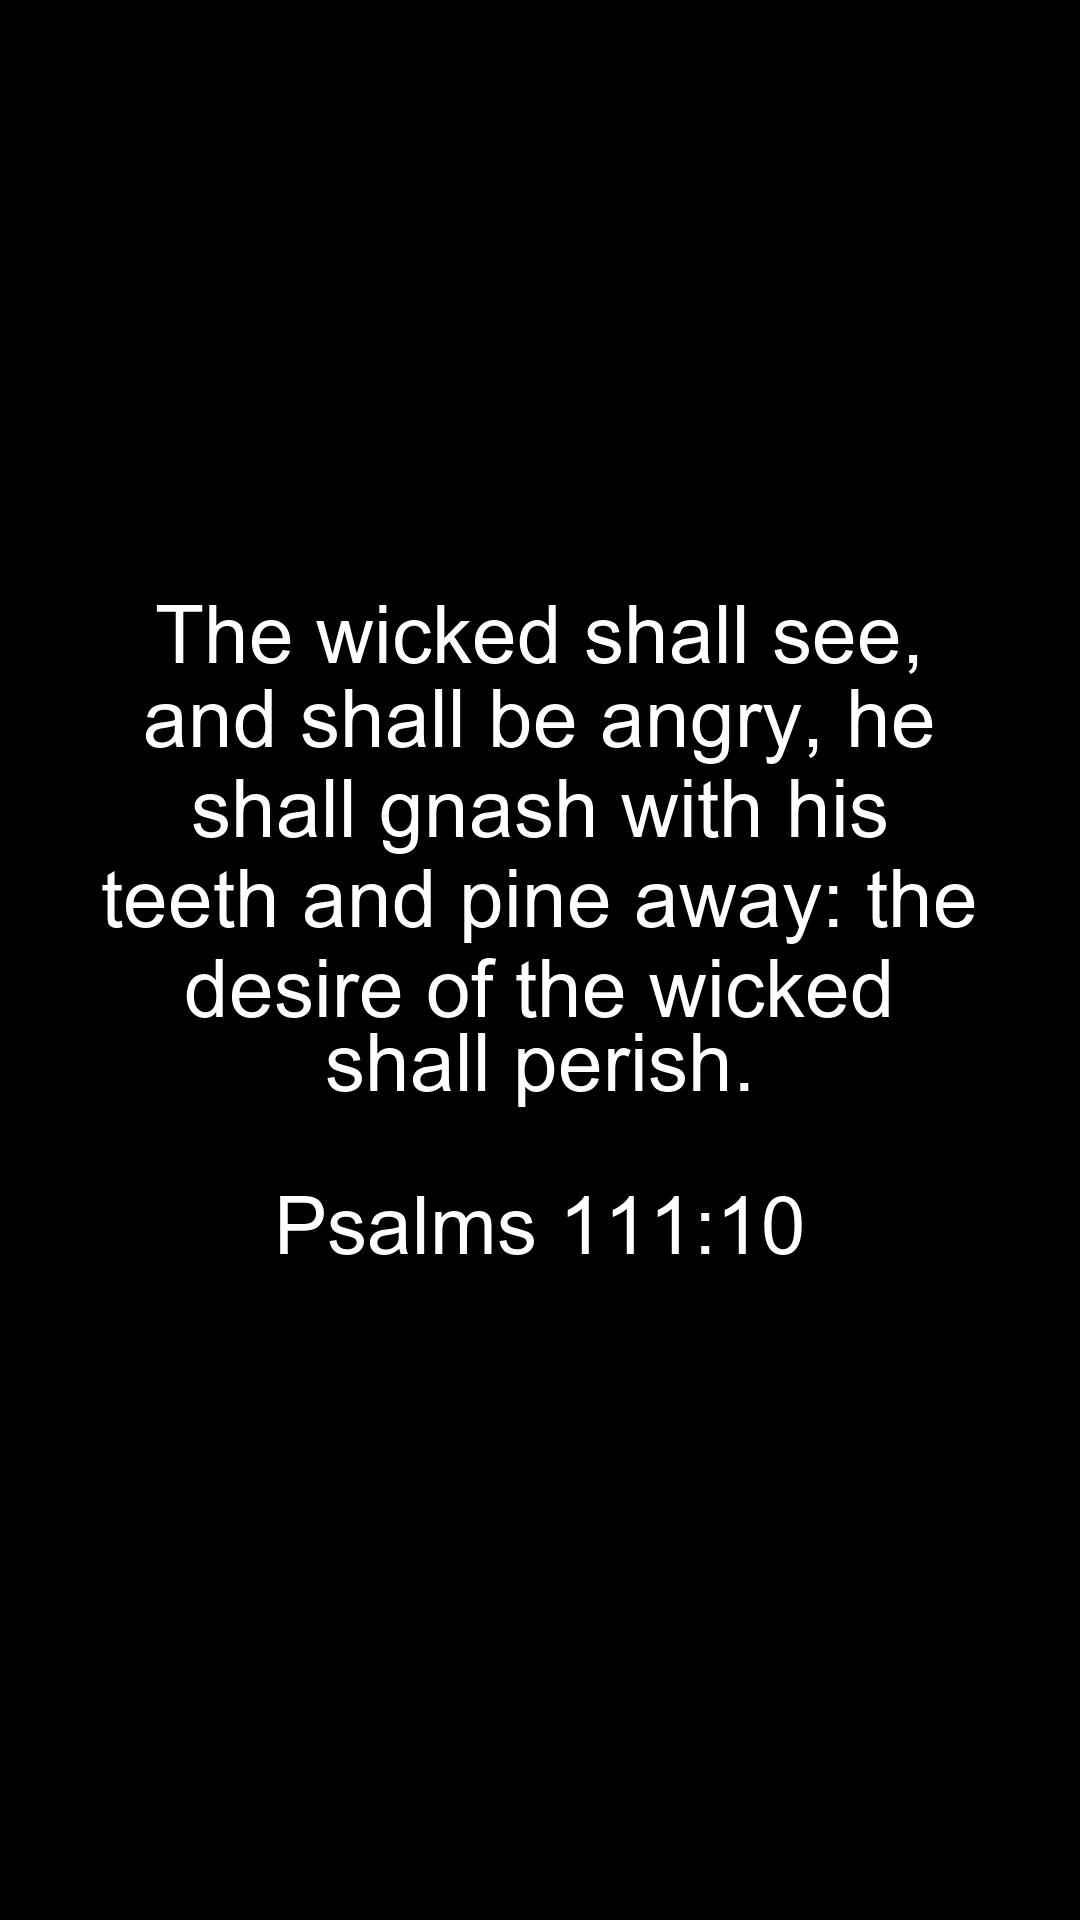 The wicked shall see,
and shall be angry, he
shall gnash with his
teeth and pine away: the
desire of the wicked
shall perish.
Psalms 111:10